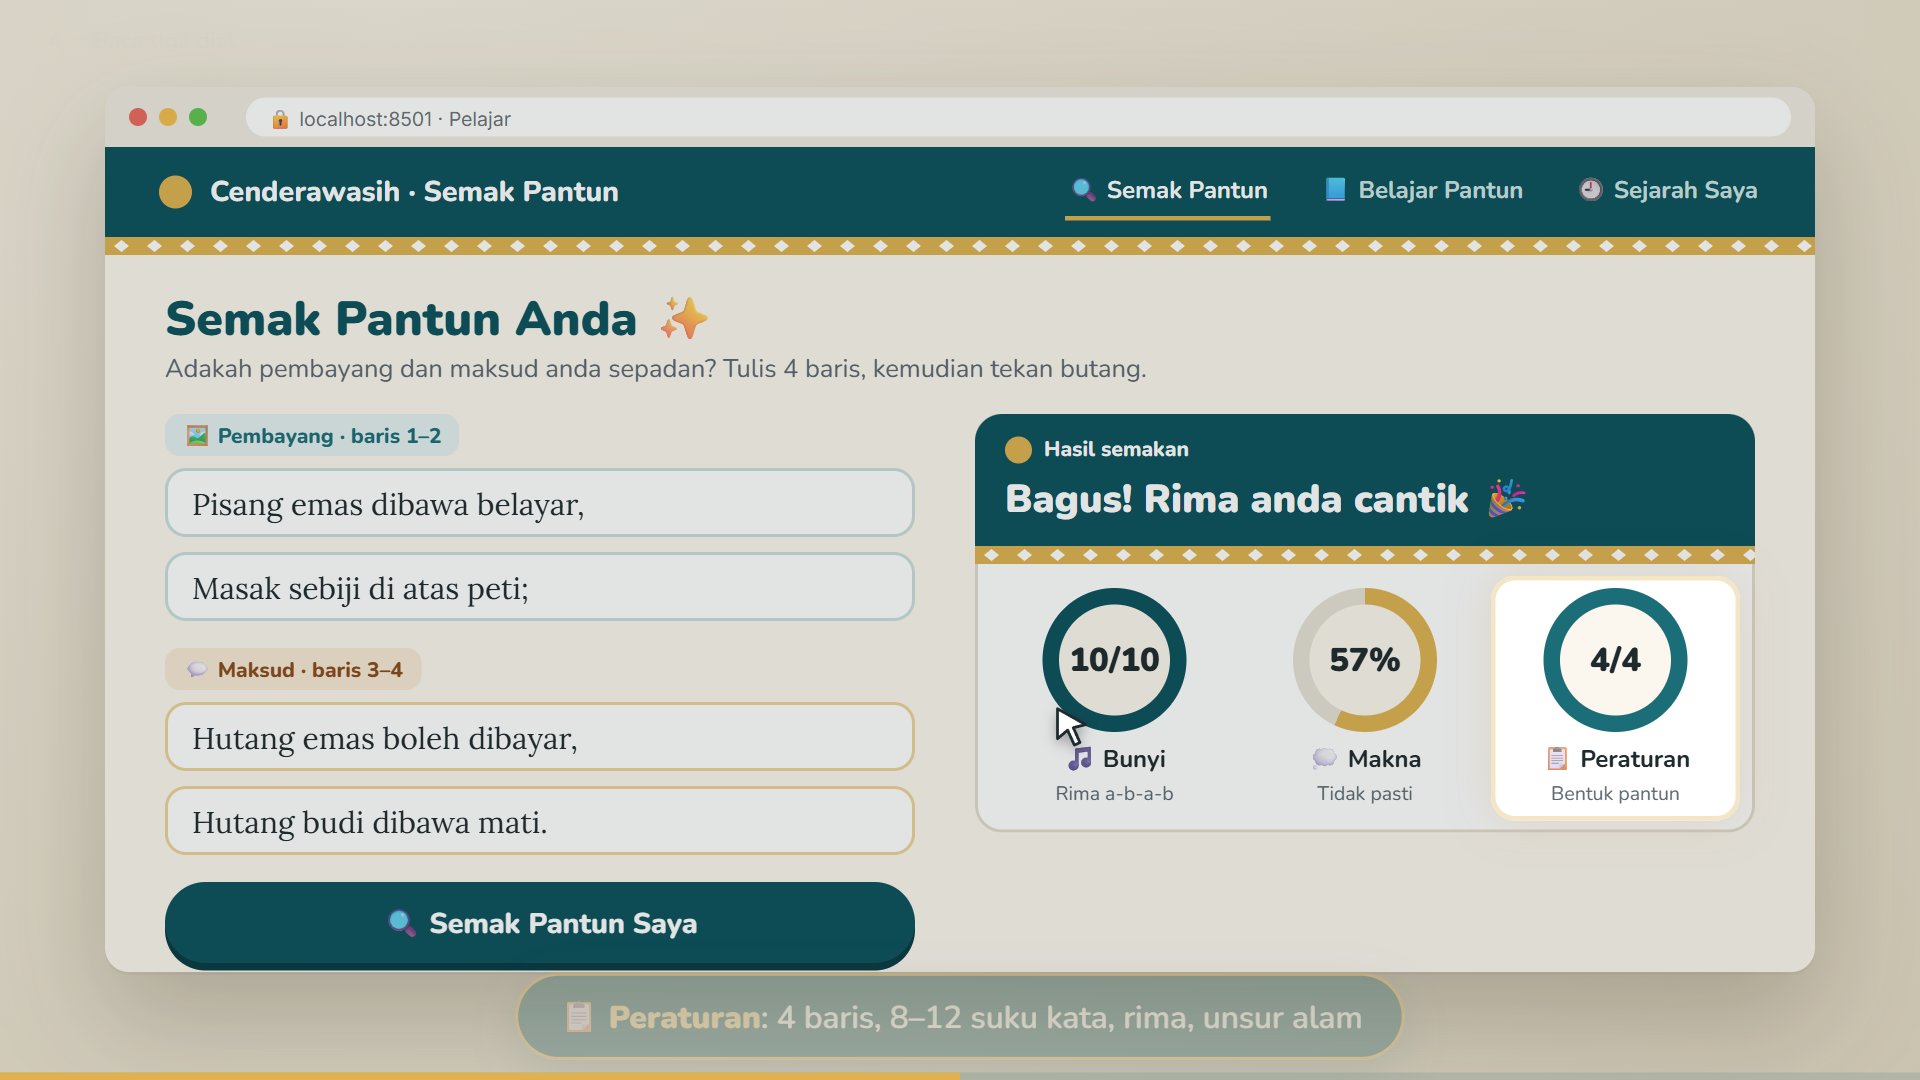 localhost:8501 · Pelajar
Cenderawasih · Semak Pantun
Semak Pantun
Belajar Pantun
Sejarah Saya
Semak Pantun Anda
Adakah pembayang dan maksud anda sepadan? Tulis 4 baris, kemudian tekan butang.
Pembayang · baris 1–2
Pisang emas dibawa belayar,
Masak sebiji di atas peti;
Maksud · baris 3–4
Hutang emas boleh dibayar,
Hutang budi dibawa mati.
Semak Pantun Saya
Hasil semakan
Bagus! Rima anda cantik
10/10
Bunyi
Rima a-b-a-b
57%
Makna
Tidak pasti
4/4
Peraturan
Bentuk pantun
Peraturan: 4 baris, 8–12 suku kata, rima, unsur alam